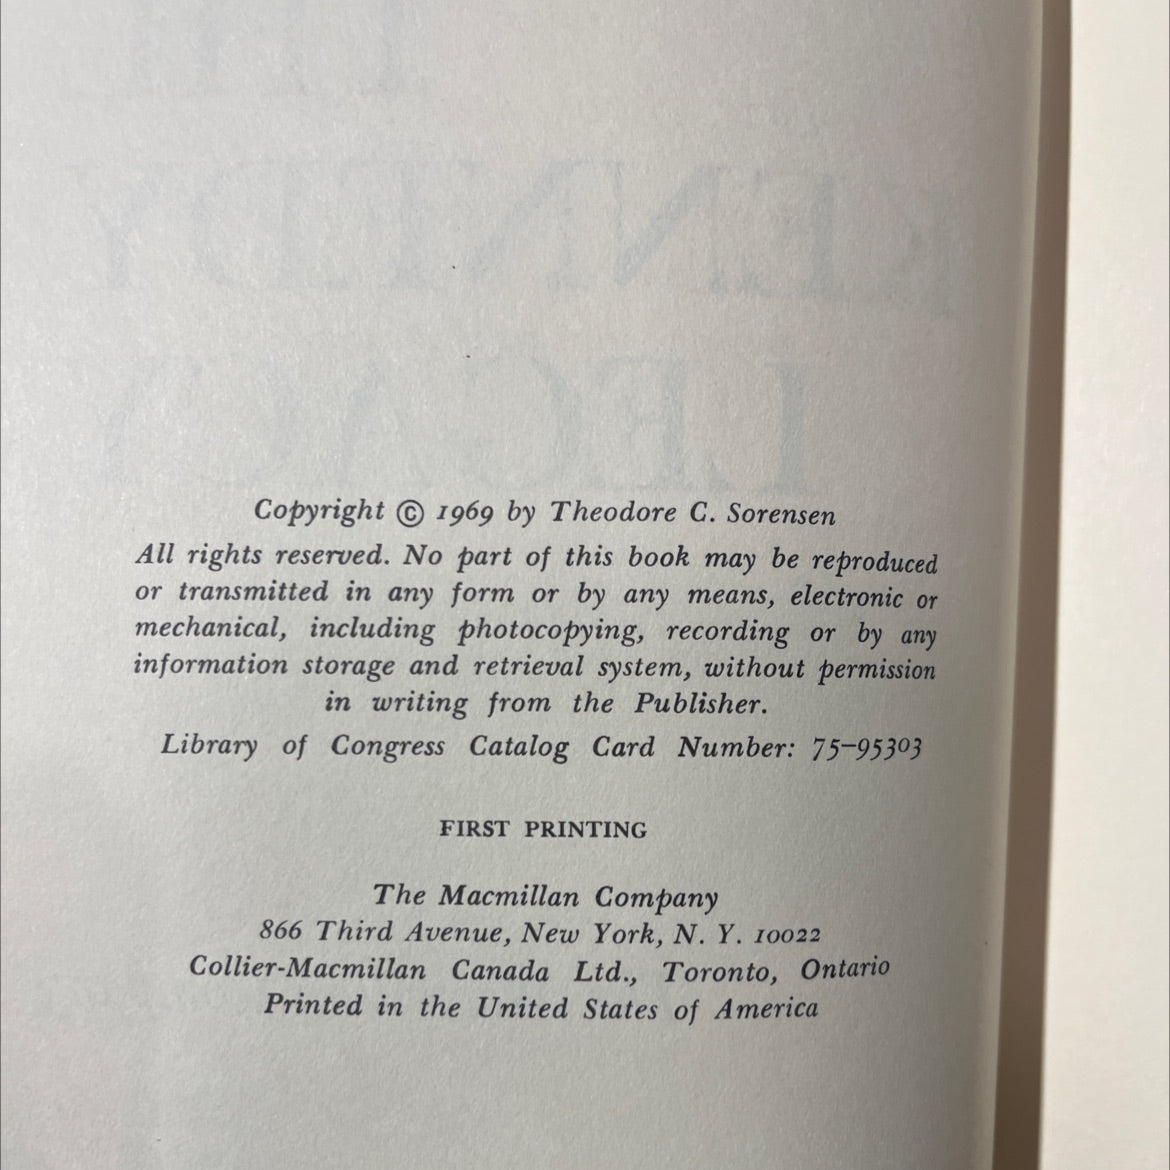 THE
KENNEDY
LEGACY
Copyright © 1969 by Theodore C. Sorensen
All rights reserved. No part of this book may be reproduced
or transmitted in any form or by any means, electronic or
mechanical, including photocopying, recording or by any
information storage and retrieval system, without permission
in writing from the Publisher.
Library of Congress Catalog Card Number: 75–95303
FIRST PRINTING
The Macmillan Company
866 Third Avenue, New York, N. Y. 10022
Collier-Macmillan Canada Ltd., Toronto, Ontario
Printed in the United States of America